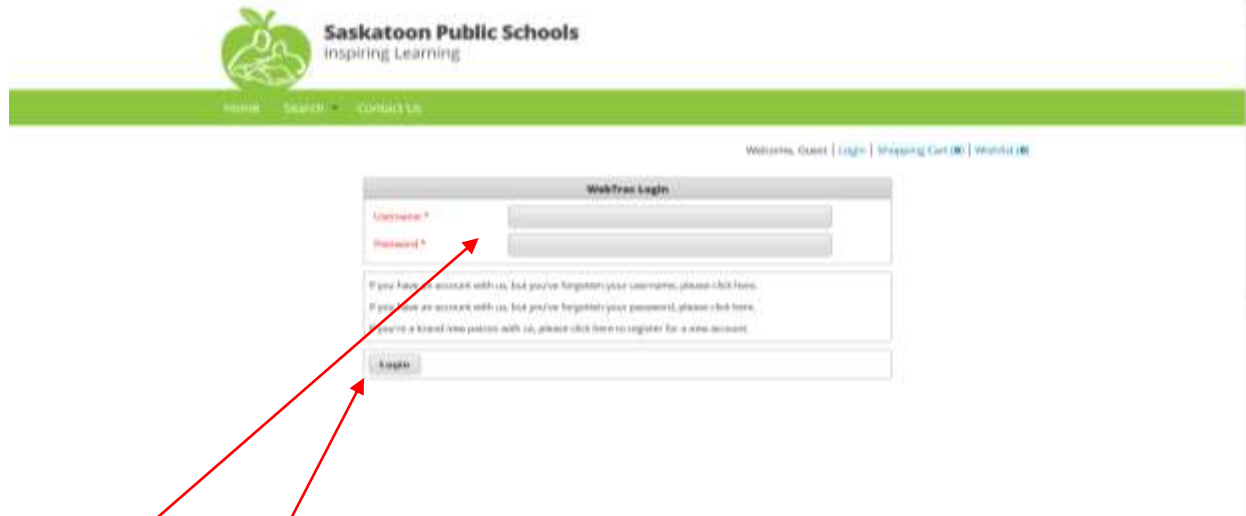 Saskatoon Public Schools
Inspiring Learning
Home Search Contact Us
Welcome, Guest | Login | Shopping Cart (0) | Wishlist (0)
WebTrac Login
Username *
Password *
If you have an account with us, but you've forgotten your username, please click here.
If you have an account with us, but you've forgotten your password, please click here.
If you're a brand new patron with us, please click here to register for a new account.
Login